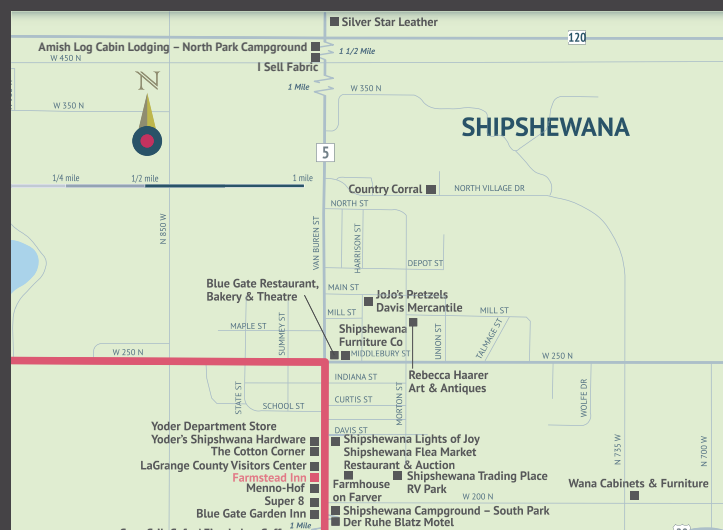 Silver Star Leather
120
Amish Log Cabin Lodging – North Park Campground
1 1/2 Mile
W 450 N
I Sell Fabric
N
1 Mile
W 350 N
W 350 N
SHIPSHEWANA
5
1/4 mile
1/2 mile
1 mile
Country Corral
NORTH VILLAGE DR
NORTH ST
N 850 W
VAN BUREN ST
HARRISON ST
DEPOT ST
Blue Gate Restaurant,
Bakery & Theatre
MAIN ST
JoJo's Pretzels
Davis Mercantile
MILL ST
MILL ST
MAPLE ST
SUMMEY ST
Shipshewana
Furniture Co
UNION ST
TALMAGE ST
W 250 N
MIDDLEBURY ST
W 250 N
INDIANA ST
Rebecca Haarer
Art & Antiques
STATE ST
MORTON ST
WOLFE DR
CURTIS ST
SCHOOL ST
Yoder Department Store
DAVIS ST
Yoder's Shipshwana Hardware
Shipshewana Lights of Joy
The Cotton Corner
Shipshewana Flea Market
Restaurant & Auction
N 735 W
N 700 W
LaGrange County Visitors Center
Farmstead Inn
Shipshewana Trading Place
RV Park
Menno-Hof
Farmhouse
on Farver
Wana Cabinets & Furniture
Super 8
W 200 N
Blue Gate Garden Inn
Shipshewana Campground – South Park
Der Ruhe Blatz Motel
1 Mile